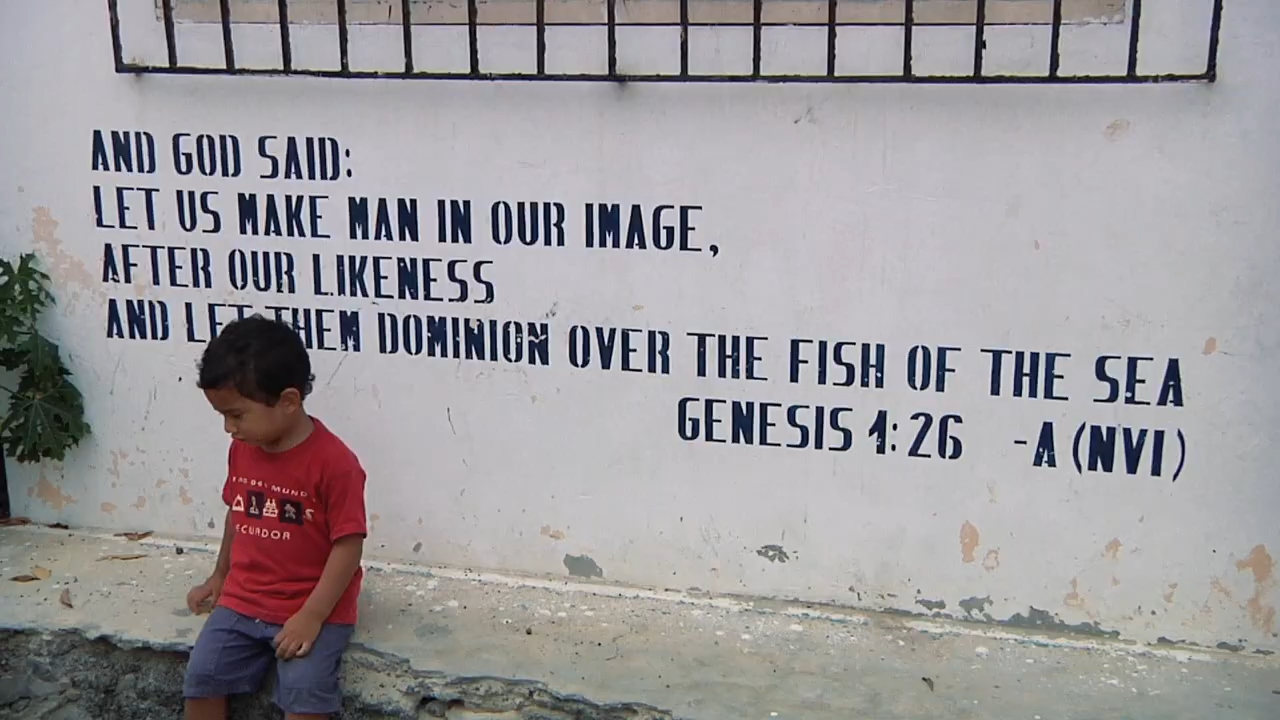 AND GOD SAID:
LET US MAKE MAN IN OUR IMAGE,
AFTER OUR LIKENESS
AND LET THEM DOMINION OVER THE FISH OF THE SEA
GENESIS 1:26 -A (NVI)
ECUADOR